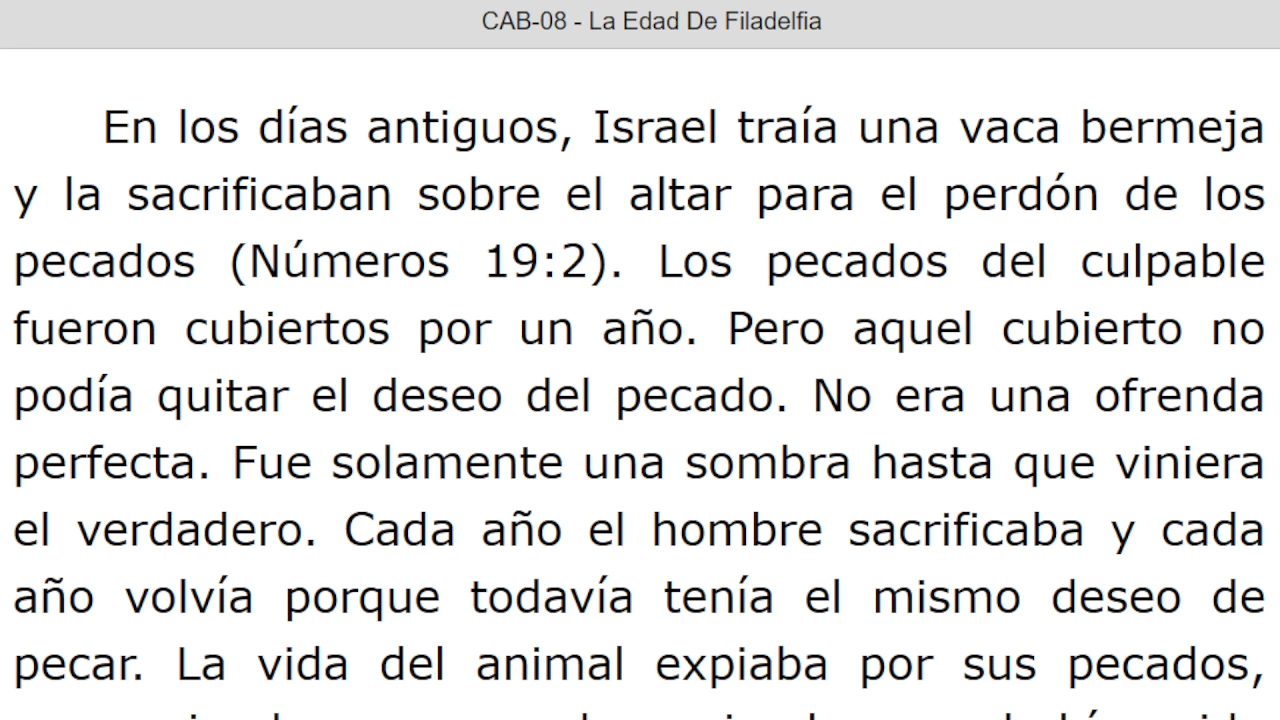 CAB-08 - La Edad De Filadelfia
En los días antiguos, Israel traía una vaca bermeja
y la sacrificaban sobre el altar para el perdón de los
pecados (Números 19:2). Los pecados del culpable
fueron cubiertos por un año. Pero aquel cubierto no
podía quitar el deseo del pecado. No era una ofrenda
perfecta. Fue solamente una sombra hasta que viniera
el verdadero. Cada año el hombre sacrificaba y cada
año volvía porque todavía tenía el mismo deseo de
pecar. La vida del animal expiaba por sus pecados,